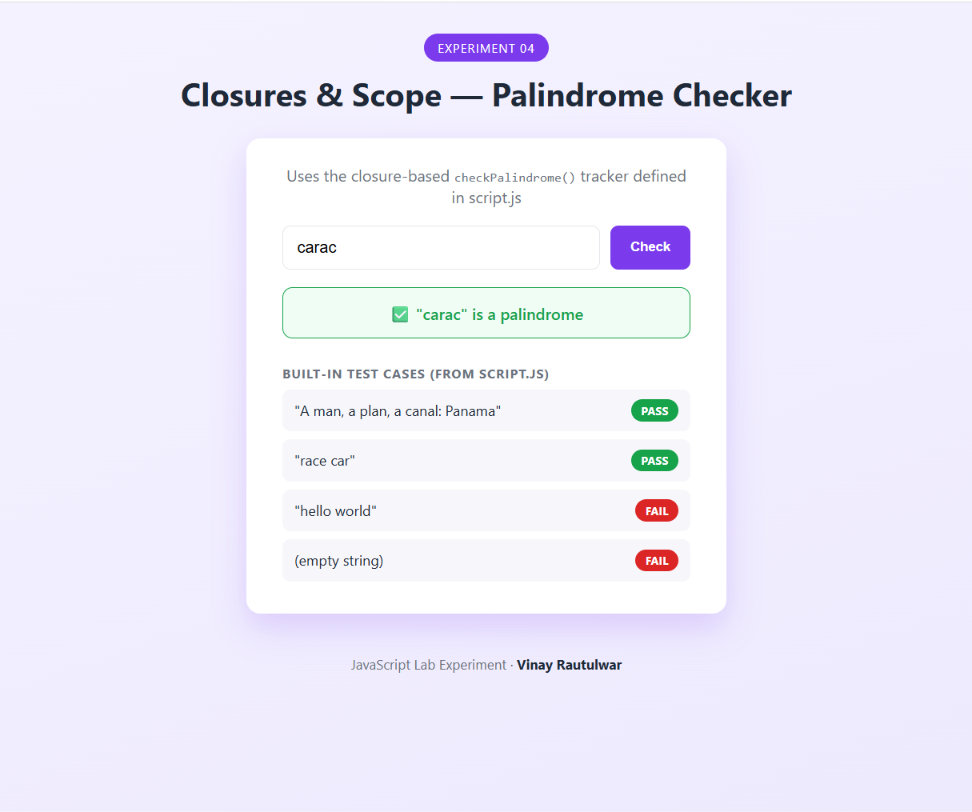 EXPERIMENT 04
Closures & Scope — Palindrome Checker
Uses the closure-based checkPalindrome() tracker defined
in script.js
carac
Check
✅ "carac" is a palindrome
BUILT-IN TEST CASES (FROM SCRIPT.JS)
"A man, a plan, a canal: Panama"
PASS
"race car"
PASS
"hello world"
FAIL
(empty string)
FAIL
JavaScript Lab Experiment · Vinay Rautulwar